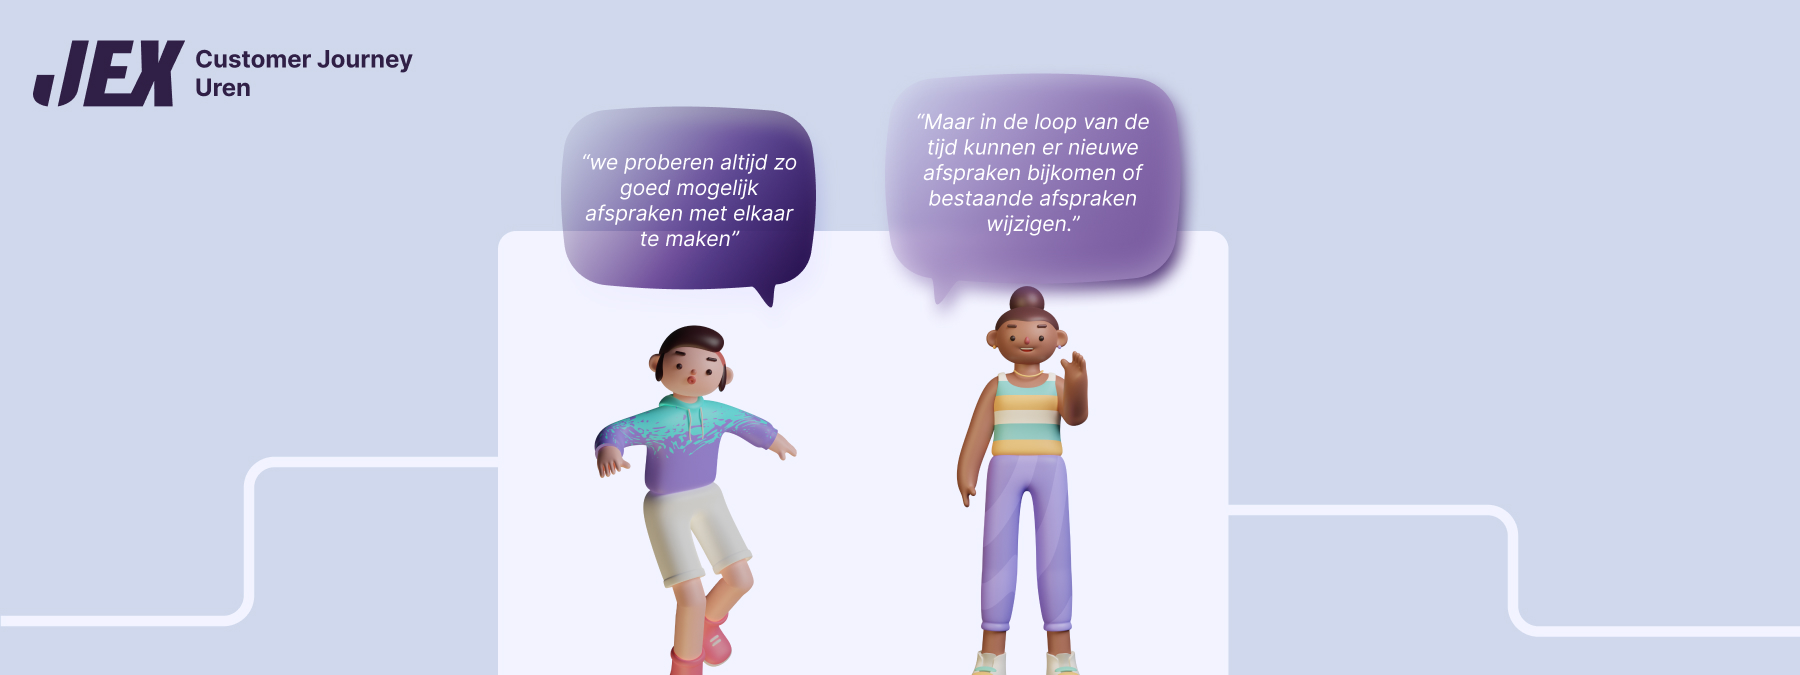 JEX
Customer Journey
Uren
“we proberen altijd zo
goed mogelijk
afspraken met elkaar
te maken”
“Maar in de loop van de
tijd kunnen er nieuwe
afspraken bijkomen of
bestaande afspraken
wijzigen.”